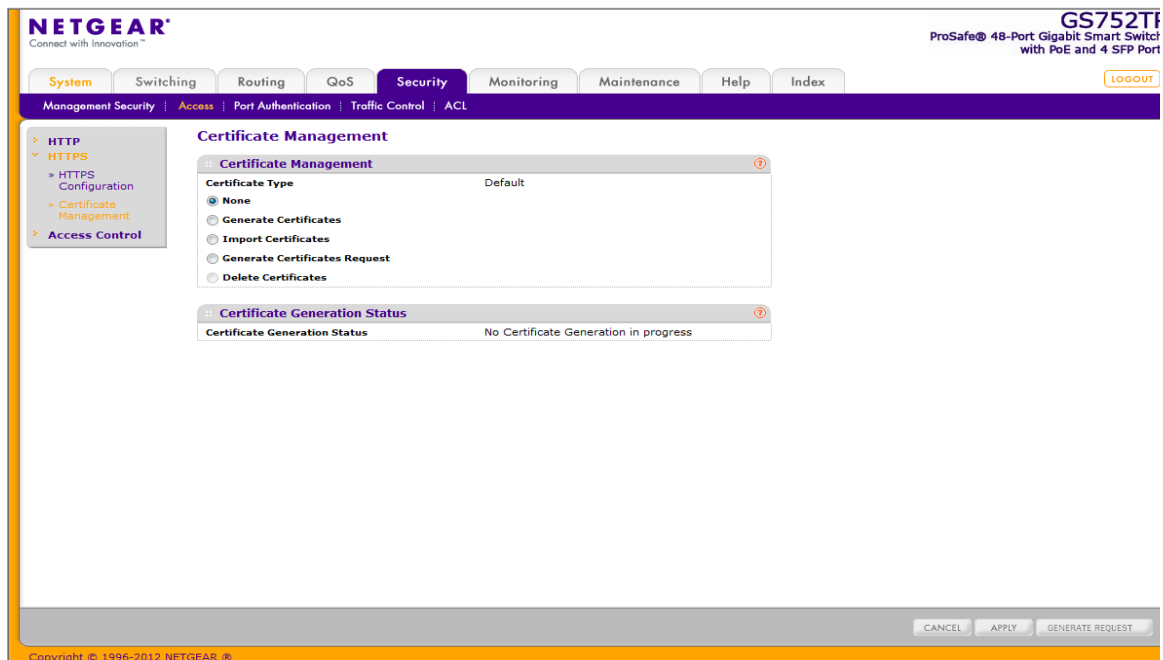 NETGEAR®
Connect with Innovation™
GS752TP
ProSafe® 48-Port Gigabit Smart Switch
with PoE and 4 SFP Port
System
Switching
Routing
QoS
Security
Monitoring
Maintenance
Help
Index
LOGOUT
Management Security | Access | Port Authentication | Traffic Control | ACL
HTTP
HTTPS
» HTTPS
Configuration
» Certificate
Management
Access Control
Certificate Management
Certificate Management
Certificate Type Default
None
Generate Certificates
Import Certificates
Generate Certificates Request
Delete Certificates
Certificate Generation Status
Certificate Generation Status No Certificate Generation in progress
CANCEL
APPLY
GENERATE REQUEST
Copyright © 1996-2012 NETGEAR ®